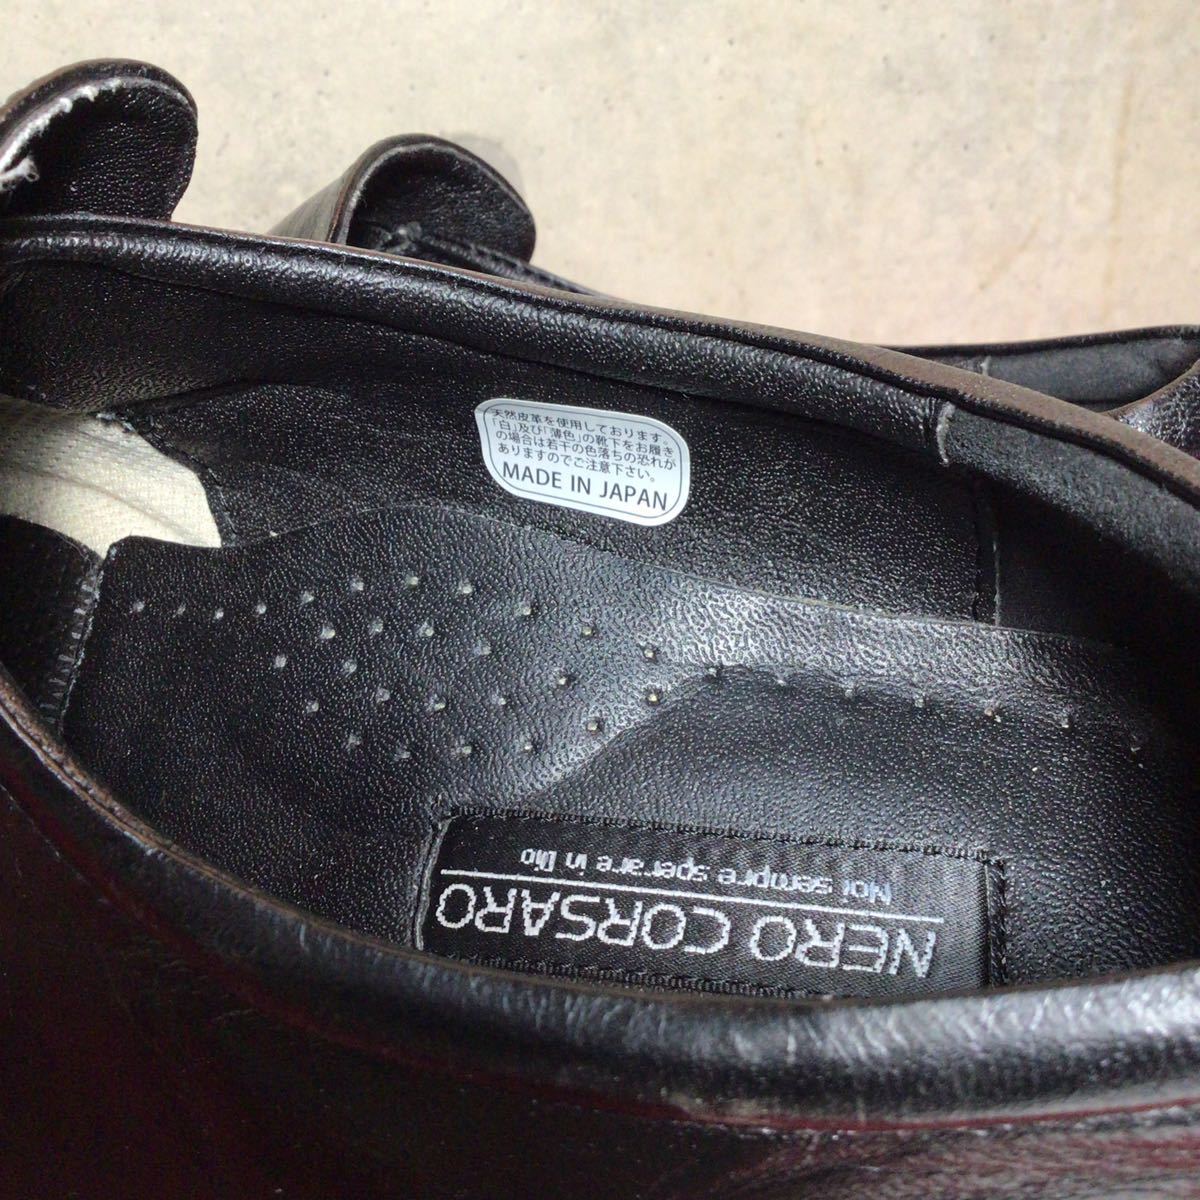 天然皮革を使用しております。
「白」及び「薄色」の靴下をお履き
の場合は若干の色落ちの恐れが
ありますのでご注意下さい。
MADE IN JAPAN
NERO CORSARO
Noi sempre sperare in Dio